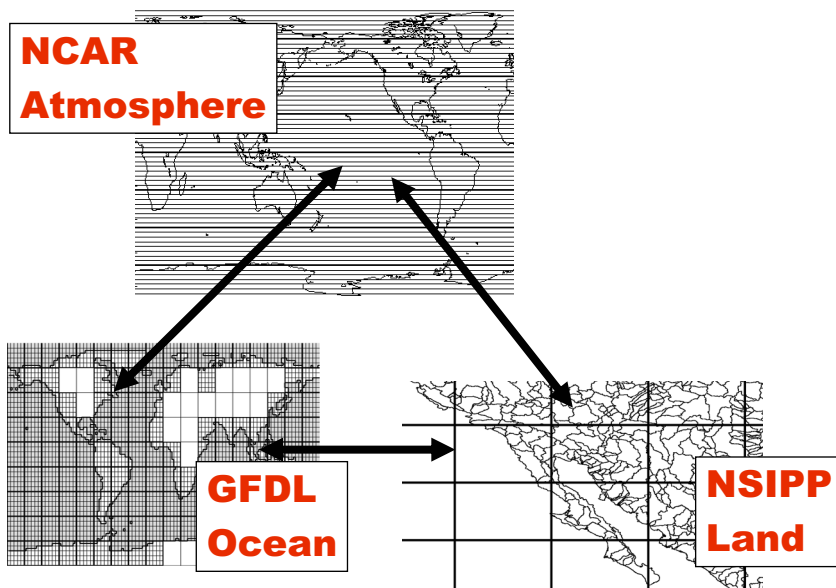 NCAR
Atmosphere
GFDL
Ocean
NSIPP
Land